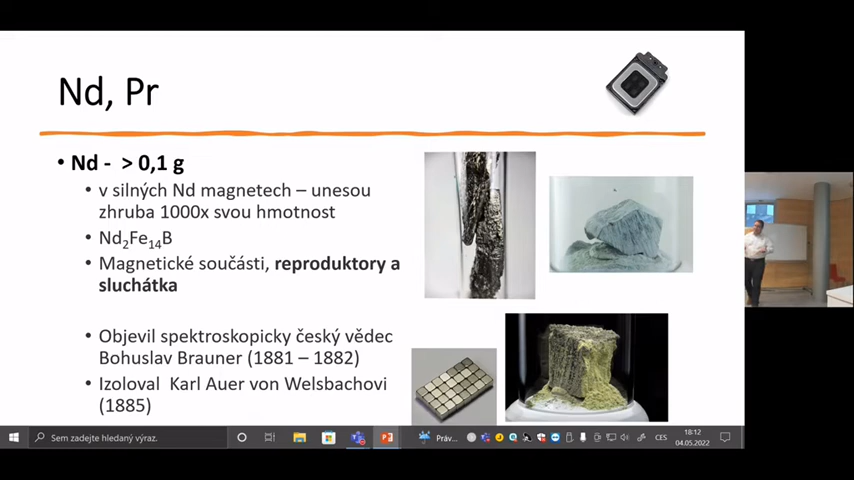 Nd, Pr
• Nd - > 0,1 g
• v silných Nd magnetech – unesou
zhruba 1000x svou hmotnost
• Nd₂Fe₁₄B
• Magnetické součásti, reproduktory a
sluchátka
• Objevil spektroskopicky český vědec
Bohuslav Brauner (1881 – 1882)
• Izoloval Karl Auer von Welsbachovi
(1885)
Sem zadejte hledaný výraz.
Práv...
CES
18:12
04.05.2022